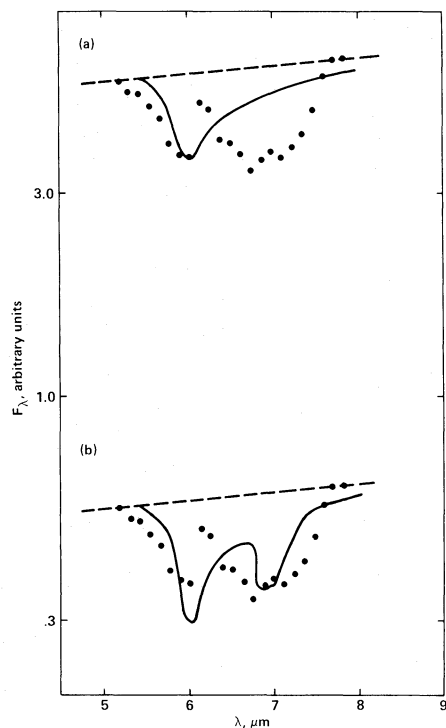 (a)
3.0
F_λ, arbitrary units
1.0
(b)
.3
5 6 7 8 9
λ, μm